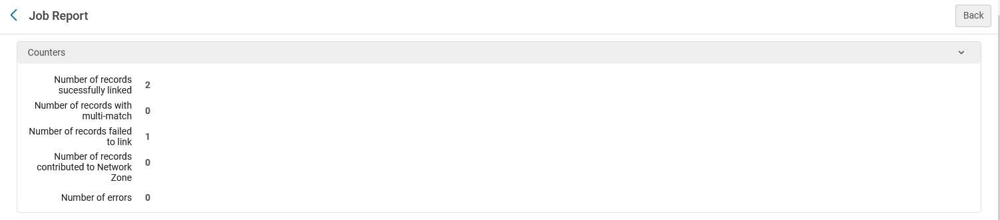 Job Report
Back
Counters
Number of records
sucessfully linked
2
Number of records with
multi-match
0
Number of records failed
to link
1
Number of records
contributed to Network
Zone
0
Number of errors
0